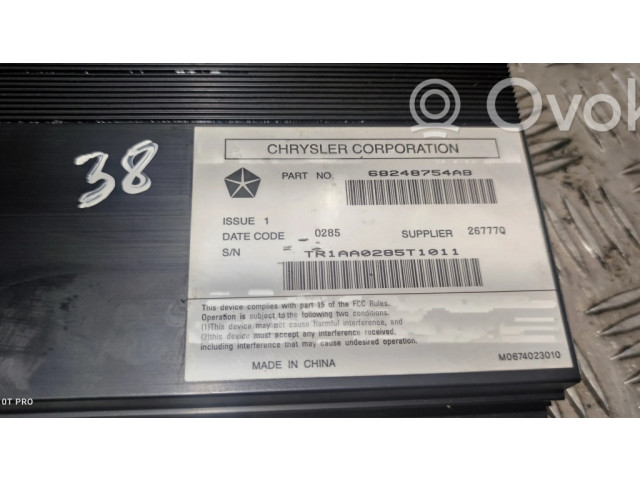 Ovok
38
CHRYSLER CORPORATION
PART NO. 68248754AB
ISSUE 1
DATE CODE 0285 SUPPLIER 26777Q
S/N TR1AA0285T1011
This device complies with part 15 of the FCC Rules.
Operation is subject to the following two conditions.
(1)This device may not cause harmful interference, and
(2)this device must accept any interference received,
including interference that may cause undesired operation.
M0674023010
MADE IN CHINA
OT PRO